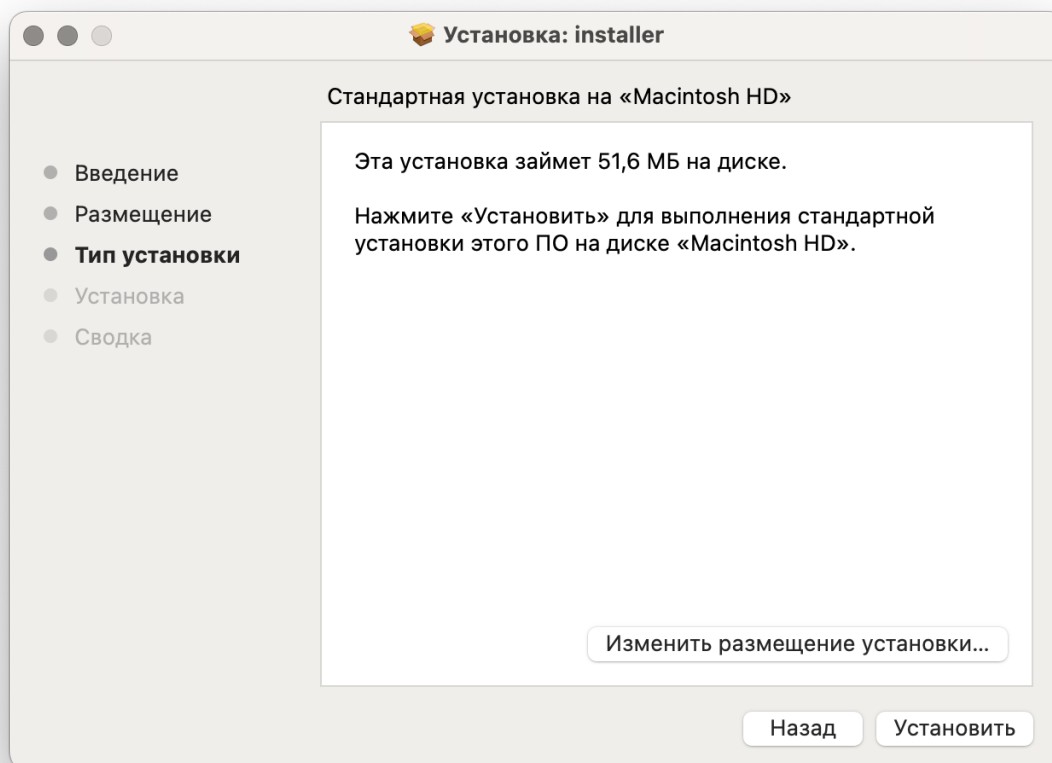 Установка: installer
Стандартная установка на «Macintosh HD»
Введение
Размещение
Тип установки
Установка
Сводка
Эта установка займет 51,6 МБ на диске.
Нажмите «Установить» для выполнения стандартной
установки этого ПО на диске «Macintosh HD».
Изменить размещение установки...
Назад
Установить